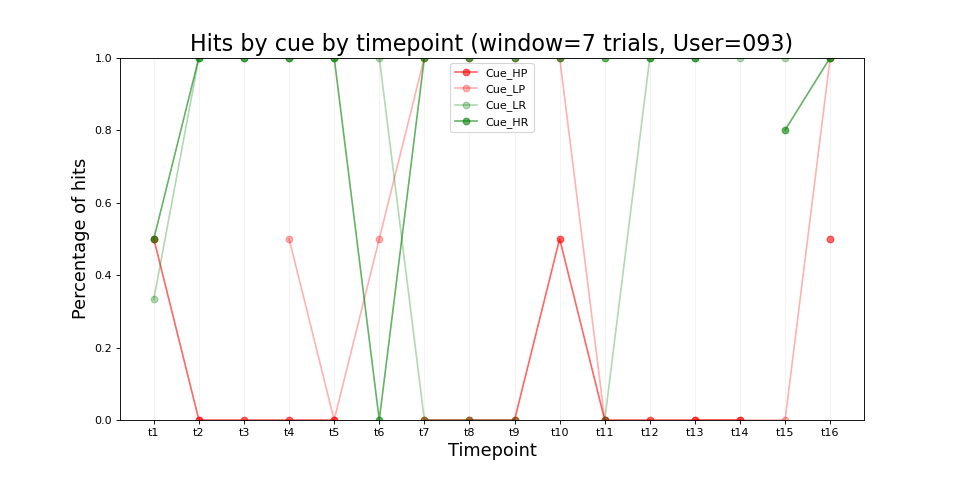 Hits by cue by timepoint (window=7 trials, User=093)
Percentage of hits
1.0
0.8
0.6
0.4
0.2
0.0
Cue_HP
Cue_LP
Cue_LR
Cue_HR
t1 t2 t3 t4 t5 t6 t7 t8 t9 t10 t11 t12 t13 t14 t15 t16
Timepoint